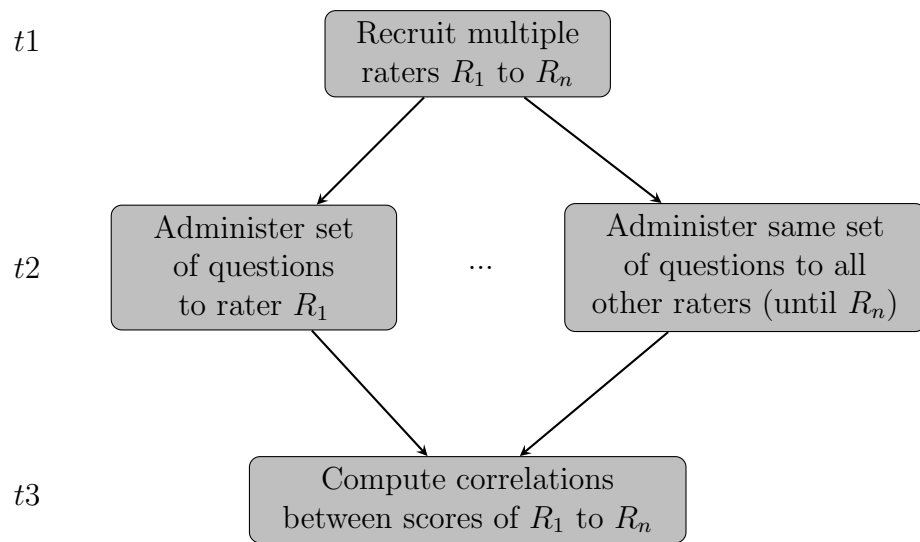 t1
Recruit multiple
raters R₁ to Rₙ
t2
Administer set
of questions
to rater R₁
...
Administer same set
of questions to all
other raters (until Rₙ)
t3
Compute correlations
between scores of R₁ to Rₙ